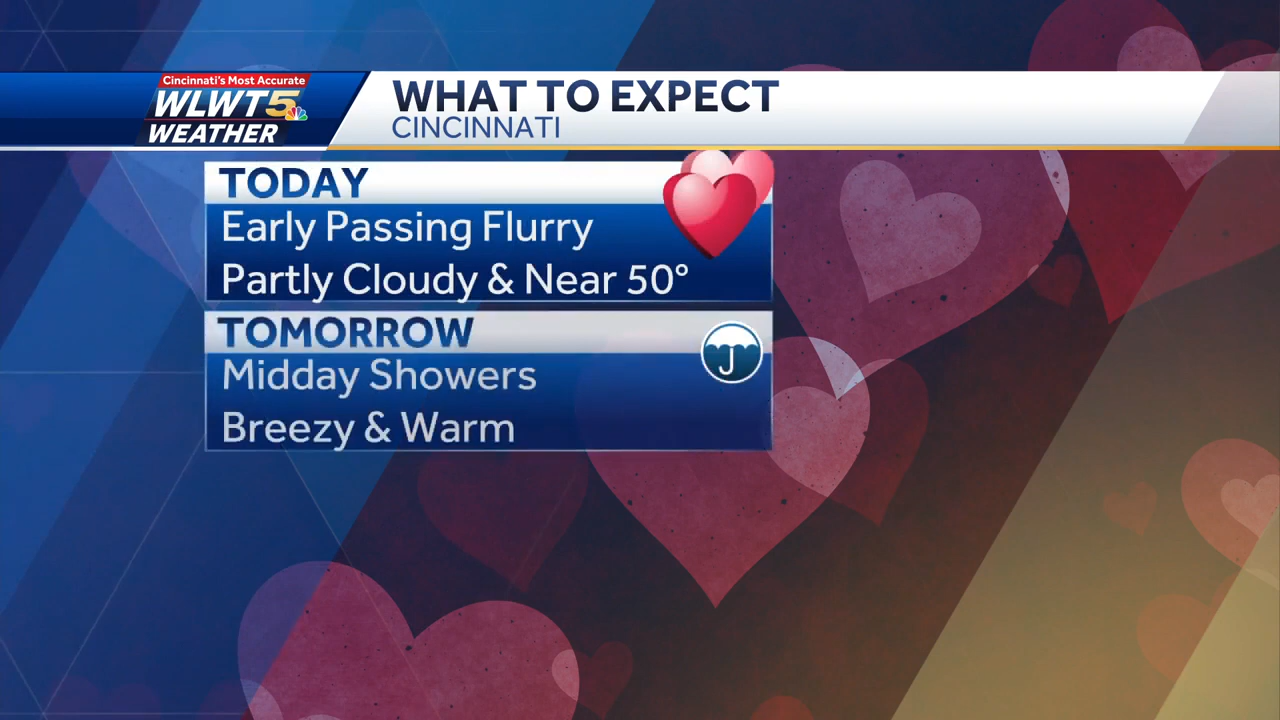 Cincinnati's Most Accurate
WLWT5
WEATHER
WHAT TO EXPECT
CINCINNATI
TODAY
Early Passing Flurry
Partly Cloudy & Near 50°
TOMORROW
Midday Showers
Breezy & Warm